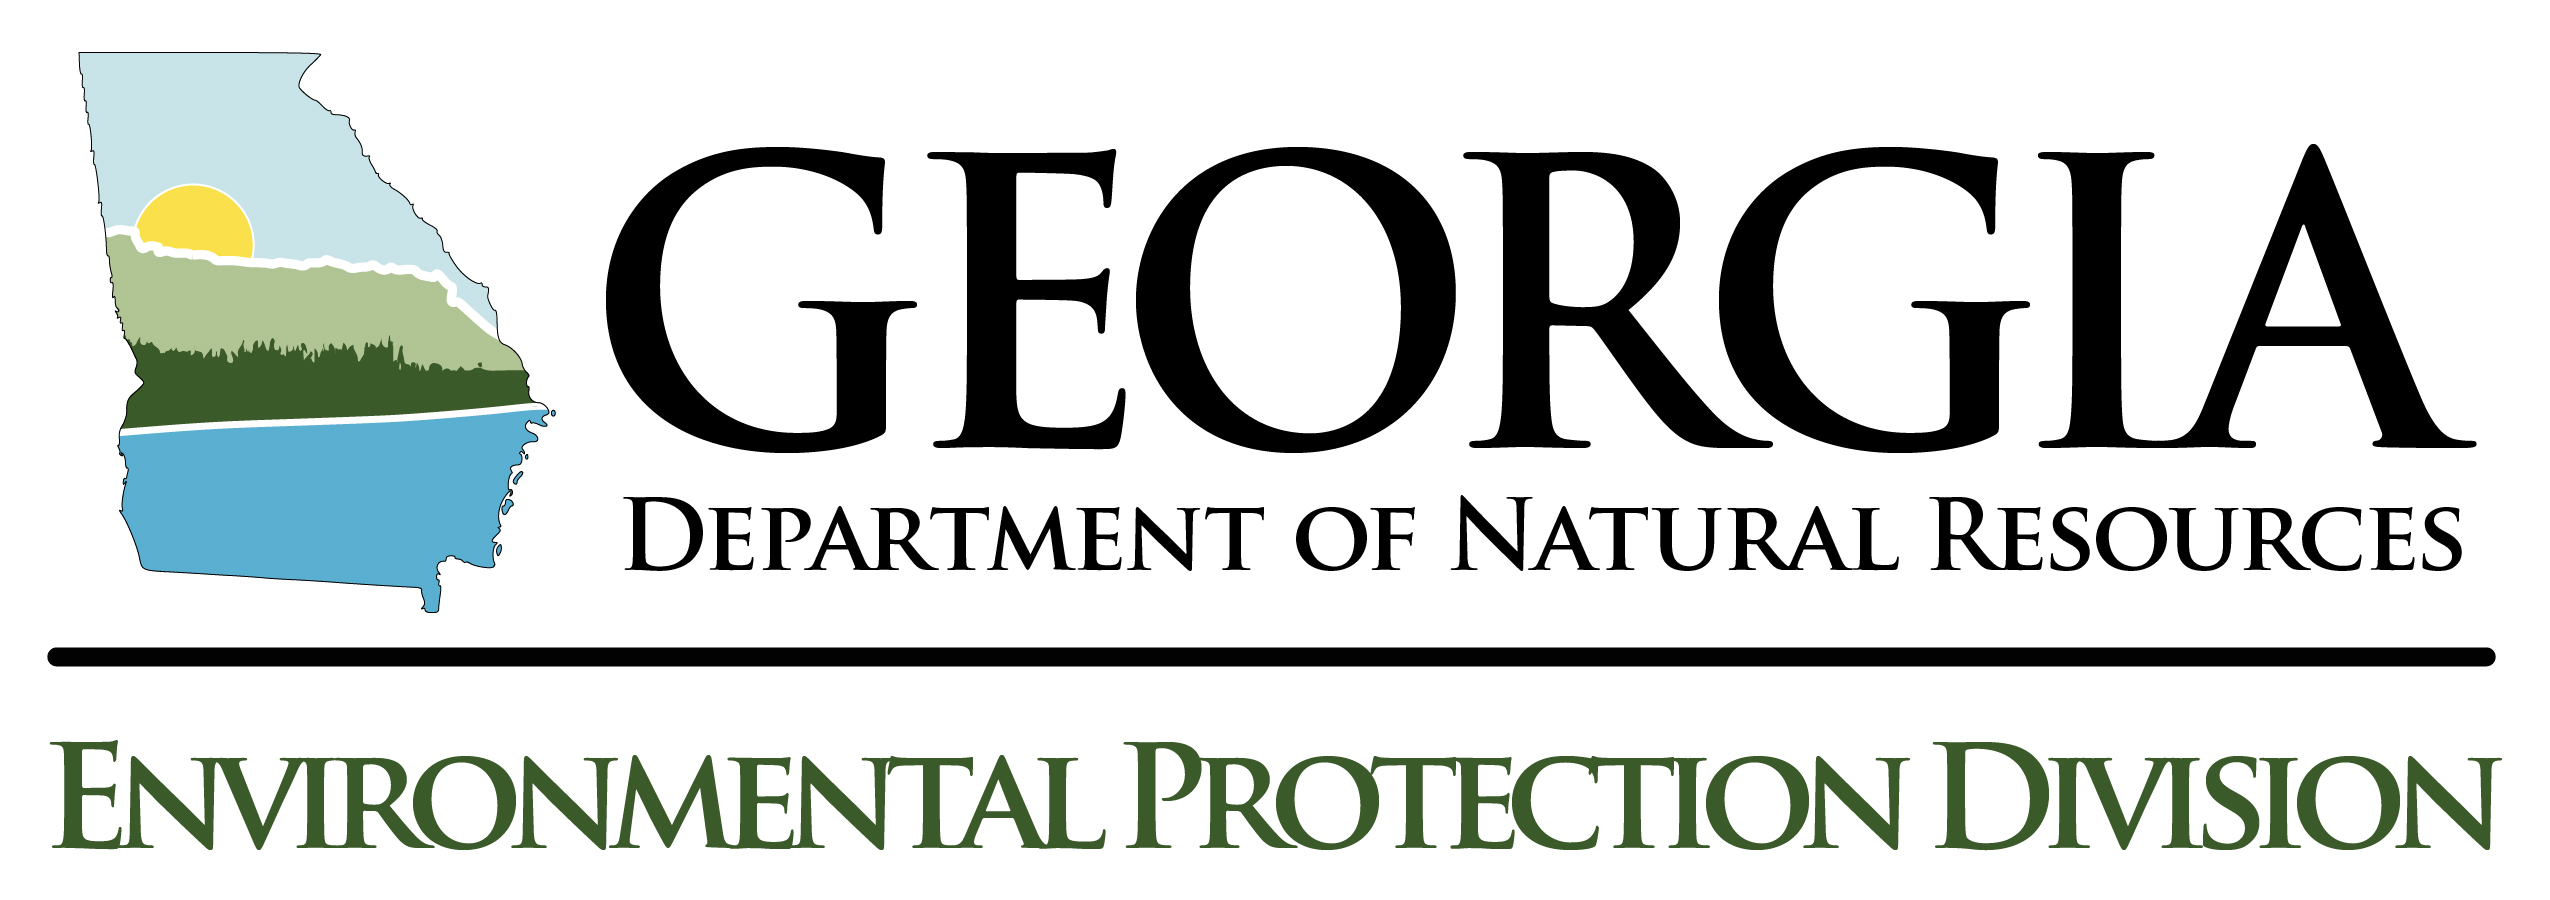 GEORGIA
DEPARTMENT OF NATURAL RESOURCES
ENVIRONMENTAL PROTECTION DIVISION